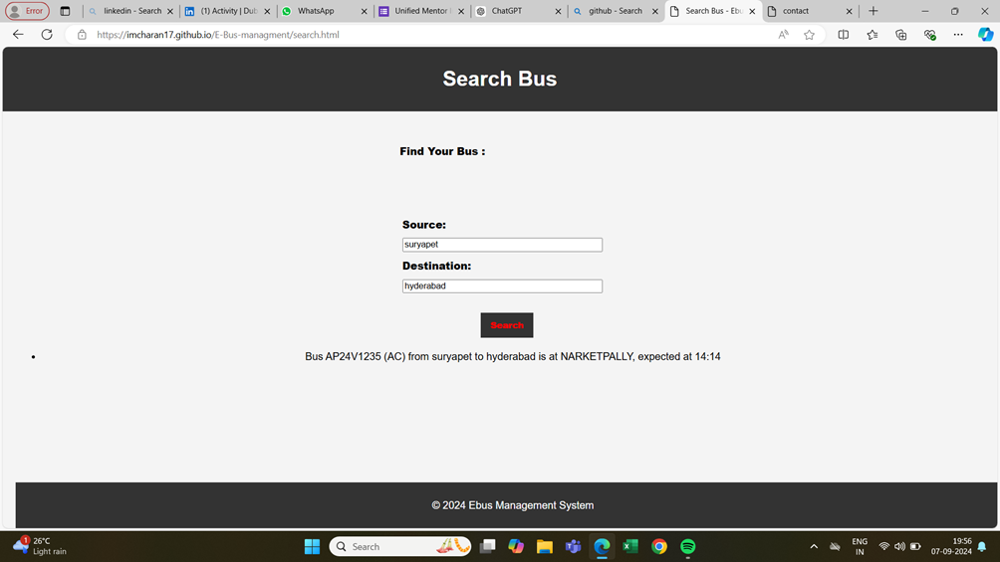 Error
linkedin - Search
(1) Activity | Dub
WhatsApp
Unified Mentor
ChatGPT
github - Search
Search Bus - Ebu
contact
https://imcharan17.github.io/E-Bus-managment/search.html
Search Bus
Find Your Bus :
Source:
suryapet
Destination:
hyderabad
Search
• Bus AP24V1235 (AC) from suryapet to hyderabad is at NARKETPALLY, expected at 14:14
© 2024 Ebus Management System
1
26°C
Light rain
Search
ENG
IN
19:56
07-09-2024